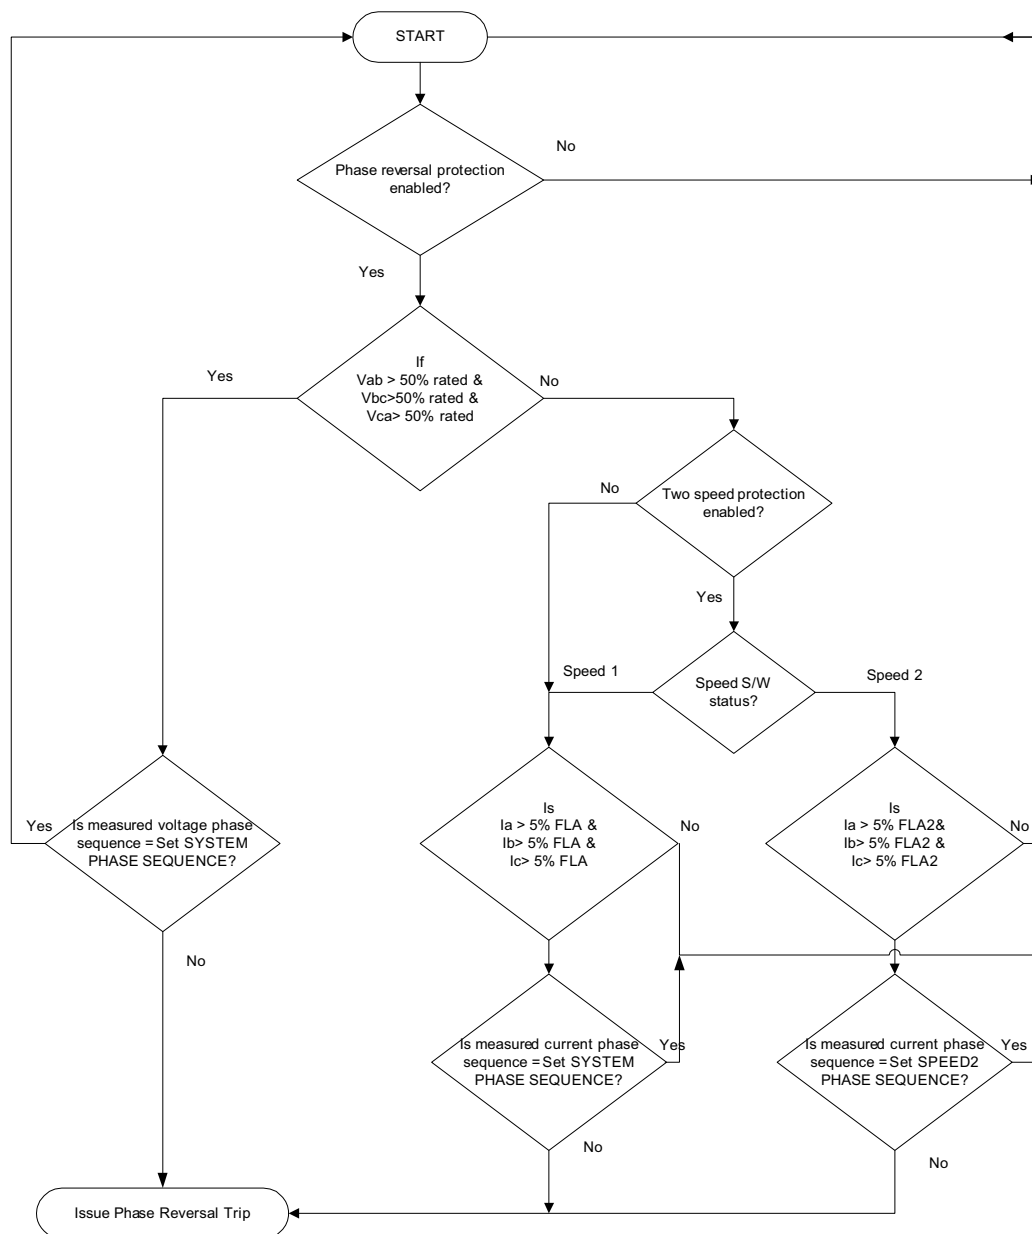 START
No
Phase reversal protection
enabled?
Yes
If
Vab > 50% rated &
Vbc>50% rated &
Vca> 50% rated
Yes
No
Two speed protection
enabled?
No
Yes
Speed 1
Speed S/W
status?
Speed 2
Is measured voltage phase
sequence = Set SYSTEM
PHASE SEQUENCE?
Yes
No
Is
Ia > 5% FLA &
Ib> 5% FLA &
Ic> 5% FLA
No
Is
Ia > 5% FLA2&
Ib> 5% FLA2 &
Ic> 5% FLA2
No
Is measured current phase
sequence = Set SYSTEM
PHASE SEQUENCE?
Yes
No
Is measured current phase
sequence = Set SPEED2
PHASE SEQUENCE?
Yes
No
Issue Phase Reversal Trip